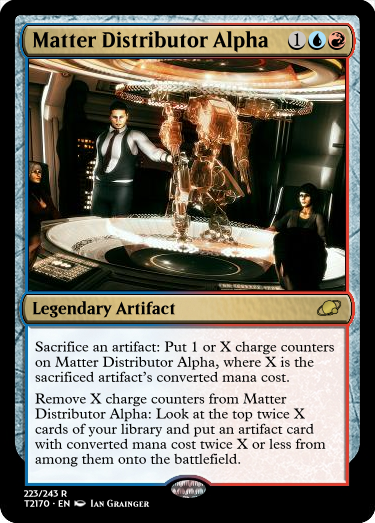 Matter Distributor Alpha 1
Legendary Artifact
Sacrifice an artifact: Put 1 or X charge counters
on Matter Distributor Alpha, where X is the
sacrificed artifact's converted mana cost.
Remove X charge counters from Matter
Distributor Alpha: Look at the top twice X
cards of your library and put an artifact card
with converted mana cost twice X or less from
among them onto the battlefield.
223/243 R
T2170 • EN Ian Grainger